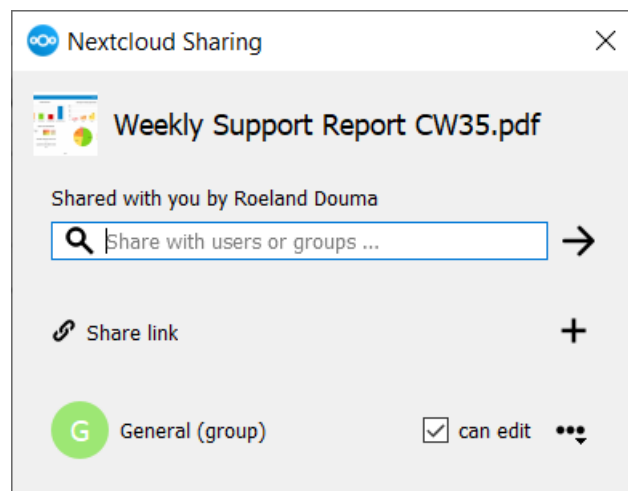 Nextcloud Sharing
Weekly Support Report CW35.pdf
Shared with you by Roeland Douma
Share with users or groups ...
Share link
G General (group) can edit